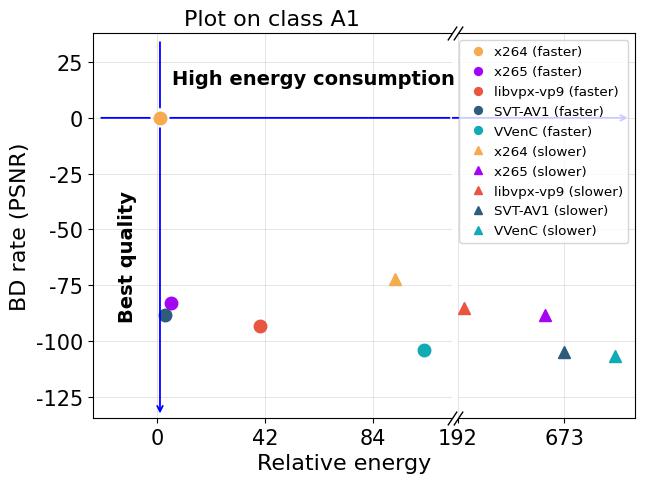 Plot on class A1
x264 (faster)
x265 (faster)
libvpx-vp9 (faster)
SVT-AV1 (faster)
VVenC (faster)
x264 (slower)
x265 (slower)
libvpx-vp9 (slower)
SVT-AV1 (slower)
VVenC (slower)
High energy consumption
Best quality
BD rate (PSNR)
25
0
-25
-50
-75
-100
-125
0 42 84 192 673
Relative energy